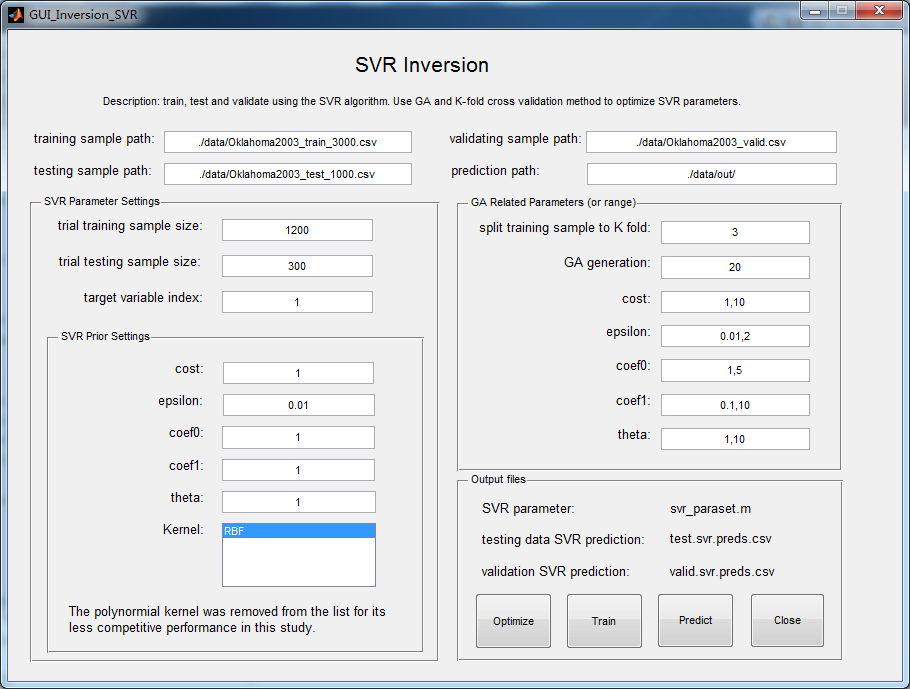 GUI_Inversion_SVR
SVR Inversion
Description: train, test and validate using the SVR algorithm. Use GA and K-fold cross validation method to optimize SVR parameters.
training sample path: ./data/Oklahoma2003_train_3000.csv
validating sample path: ./data/Oklahoma2003_valid.csv
testing sample path: ./data/Oklahoma2003_test_1000.csv
prediction path: ./data/out/
SVR Parameter Settings
trial training sample size: 1200
trial testing sample size: 300
target variable index: 1
SVR Prior Settings
cost: 1
epsilon: 0.01
coef0: 1
coef1: 1
theta: 1
Kernel: RBF
The polynormial kernel was removed from the list for its
less competitive performance in this study.
GA Related Parameters (or range)
split training sample to K fold: 3
GA generation: 20
cost: 1,10
epsilon: 0.01,2
coef0: 1,5
coef1: 0.1,10
theta: 1,10
Output files
SVR parameter: svr_paraset.m
testing data SVR prediction: test.svr.preds.csv
validation SVR prediction: valid.svr.preds.csv
Optimize
Train
Predict
Close